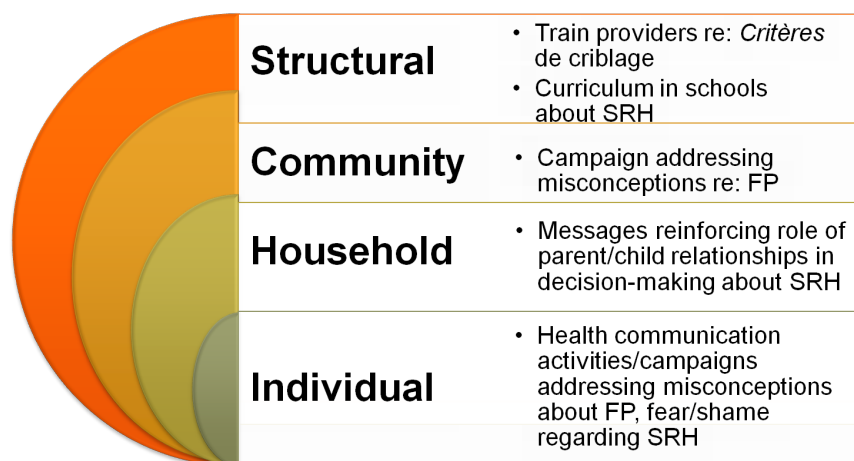 Structural
• Train providers re: Critères
de criblage
• Curriculum in schools
about SRH
Community
• Campaign addressing
misconceptions re: FP
Household
• Messages reinforcing role of
parent/child relationships in
decision-making about SRH
Individual
• Health communication
activities/campaigns
addressing misconceptions
about FP, fear/shame
regarding SRH